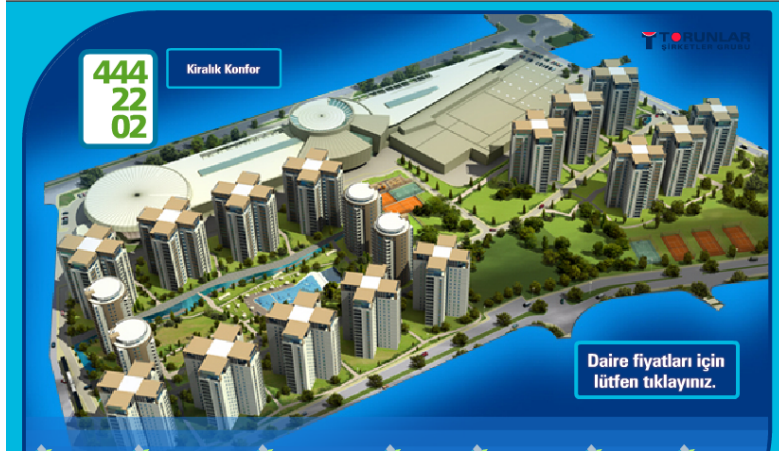 444
22
02
Kiralık Konfor
TORUNLAR
ŞİRKETLER GRUBU
Daire fiyatları için
lütfen tıklayınız.